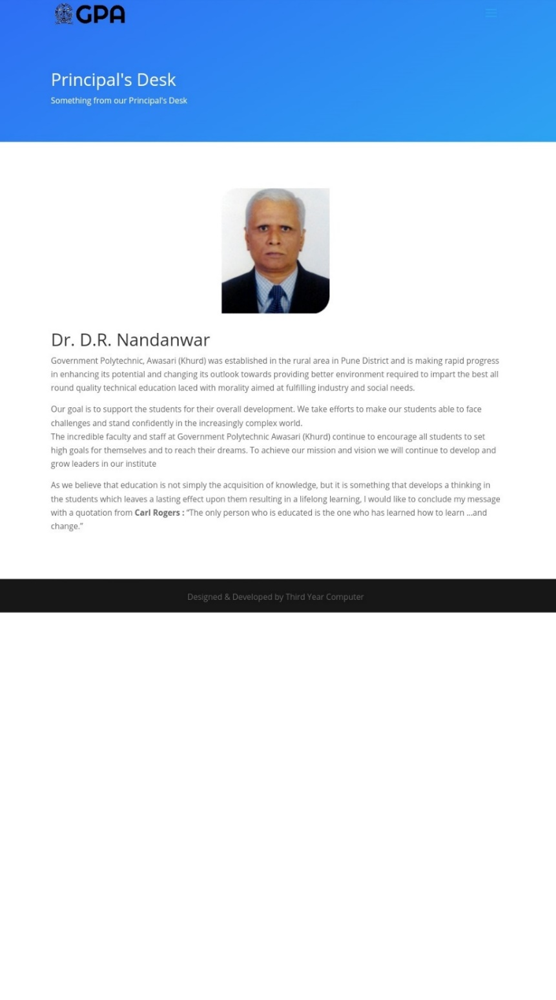 GPA
Principal's Desk
Something from our Principal's Desk
Dr. D.R. Nandanwar
Government Polytechnic, Awasari (Khurd) was established in the rural area in Pune District and is making rapid progress
in enhancing its potential and changing its outlook towards providing better environment required to impart the best all
round quality technical education laced with morality aimed at fulfilling industry and social needs.
Our goal is to support the students for their overall development. We take efforts to make our students able to face
challenges and stand confidently in the increasingly complex world.
The incredible faculty and staff at Government Polytechnic Awasari (Khurd) continue to encourage all students to set
high goals for themselves and to reach their dreams. To achieve our mission and vision we will continue to develop and
grow leaders in our institute
As we believe that education is not simply the acquisition of knowledge, but it is something that develops a thinking in
the students which leaves a lasting effect upon them resulting in a lifelong learning, I would like to conclude my message
with a quotation from Carl Rogers : “The only person who is educated is the one who has learned how to learn …and
change.”
Designed & Developed by Third Year Computer